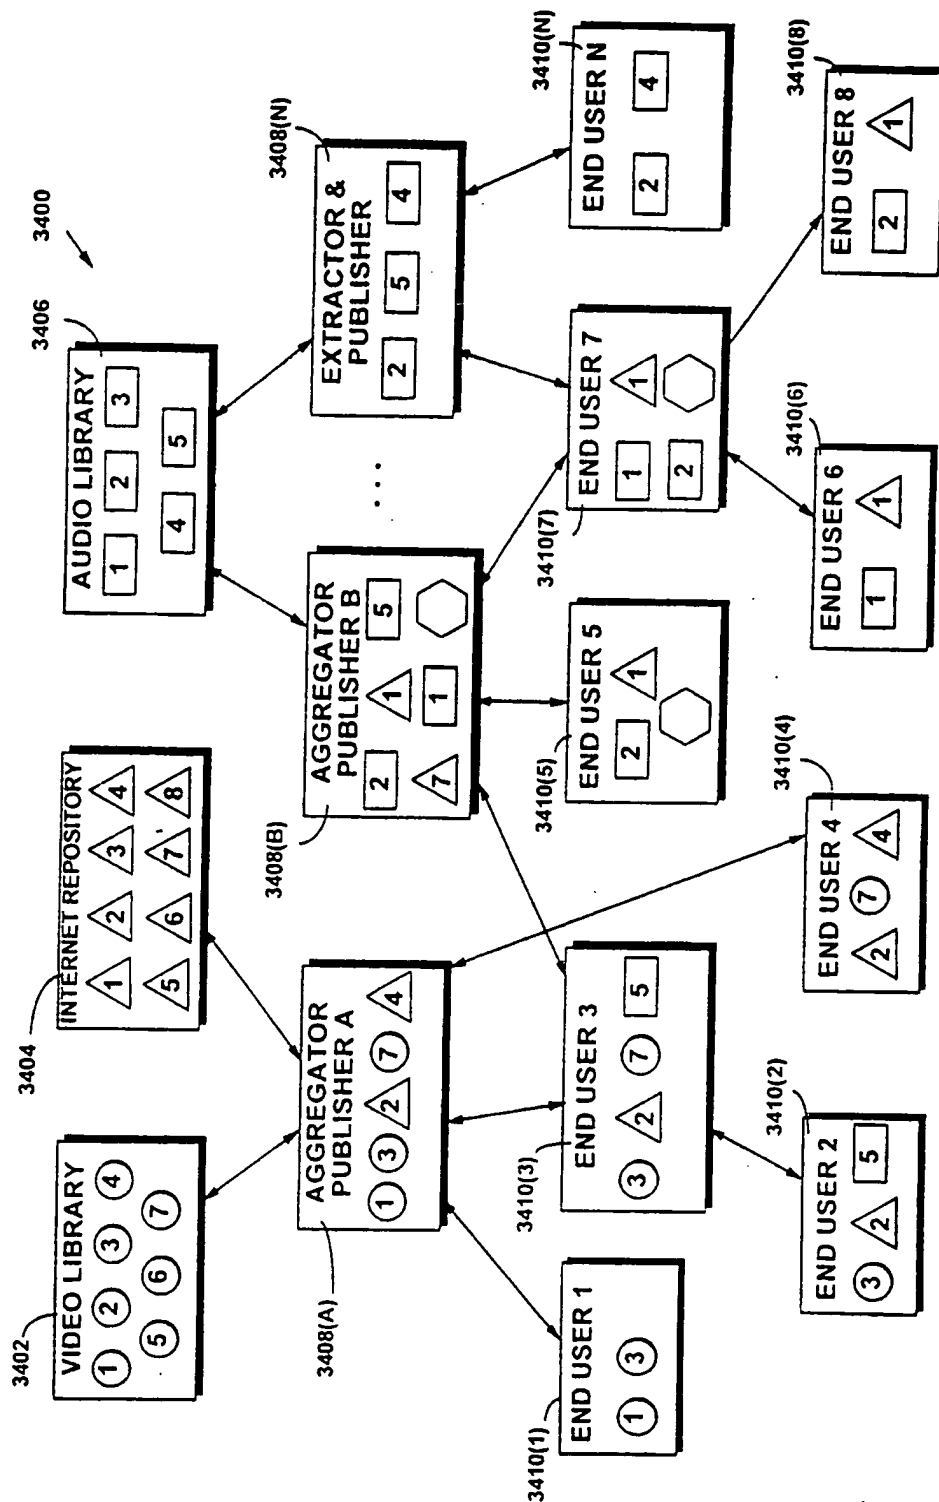 3400
3402
VIDEO LIBRARY
1 2 3 4
5 6 7
3404
INTERNET REPOSITORY
1 2 3 4
5 6 7 8
3406
AUDIO LIBRARY
1 2 3
4 5
3408(A)
AGGREGATOR
PUBLISHER A
1 3 2 7 4
3408(B)
AGGREGATOR
PUBLISHER B
2 1 5
7 1
...
3408(N)
EXTRACTOR &
PUBLISHER
2 5 4
3410(1)
END USER 1
1 3
3410(3)
END USER 3
3 2 7 5
3410(5)
END USER 5
2 1
3410(7)
END USER 7
1 1
2
3410(N)
END USER N
2 4
3410(2)
END USER 2
3 2 5
3410(4)
END USER 4
2 7 4
3410(6)
END USER 6
1 1
3410(8)
END USER 8
2 1